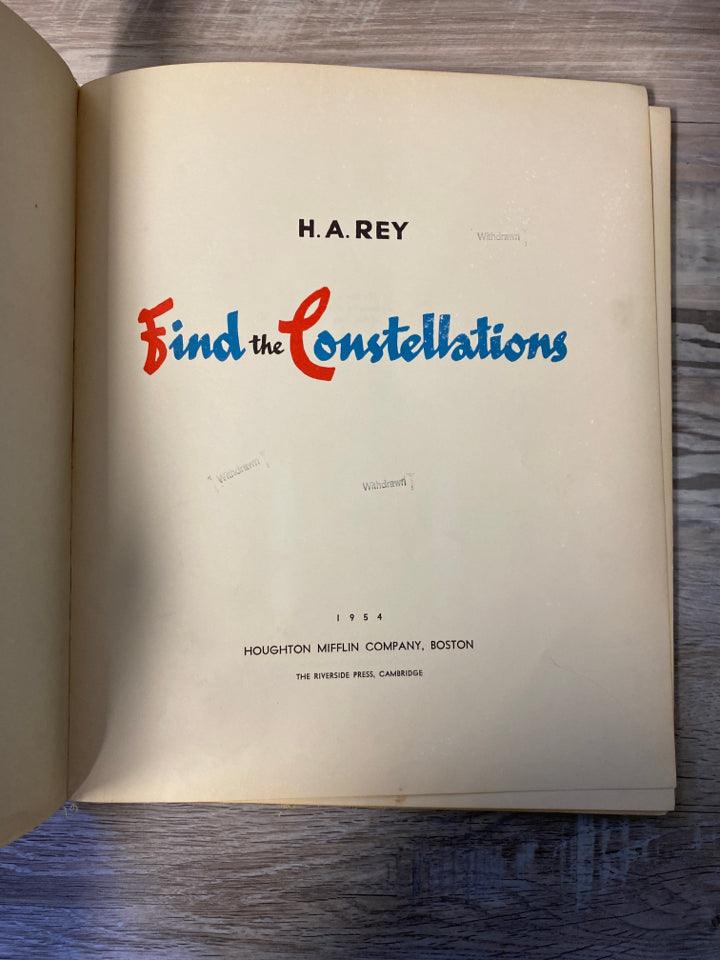 H. A. REY
Withdrawn
Find the Constellations
Withdrawn
Withdrawn
1954
HOUGHTON MIFFLIN COMPANY, BOSTON
THE RIVERSIDE PRESS, CAMBRIDGE